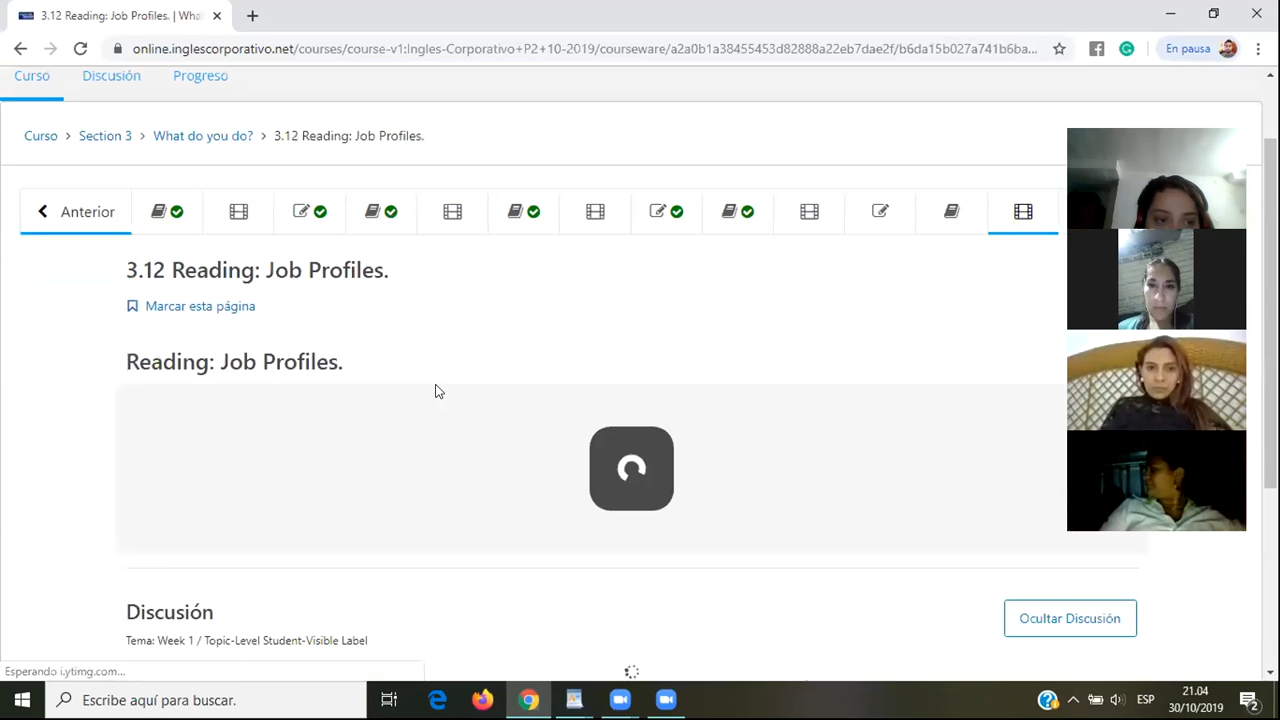 3.12 Reading: Job Profiles. | Wha
online.inglescorporativo.net/courses/course-v1:Ingles-Corporativo+P2+10-2019/courseware/a2a0b1a38455453d82888a22eb7dae2f/b6da15b027a741b6ba...
En pausa
Curso
Discusión
Progreso
Curso > Section 3 > What do you do? > 3.12 Reading: Job Profiles.
Anterior
3.12 Reading: Job Profiles.
Marcar esta página
Reading: Job Profiles.
Discusión
Ocultar Discusión
Tema: Week 1 / Topic-Level Student-Visible Label
Esperando i.ytimg.com...
Escribe aquí para buscar.
ESP
21.04
30/10/2019
2